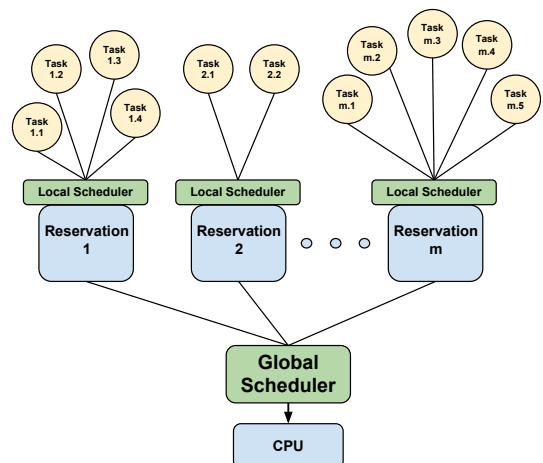 Task
1.1
Task
1.2
Task
1.3
Task
1.4
Task
2.1
Task
2.2
Task
m.1
Task
m.2
Task
m.3
Task
m.4
Task
m.5
Local Scheduler
Local Scheduler
Local Scheduler
Reservation
1
Reservation
2
Reservation
m
Global
Scheduler
CPU